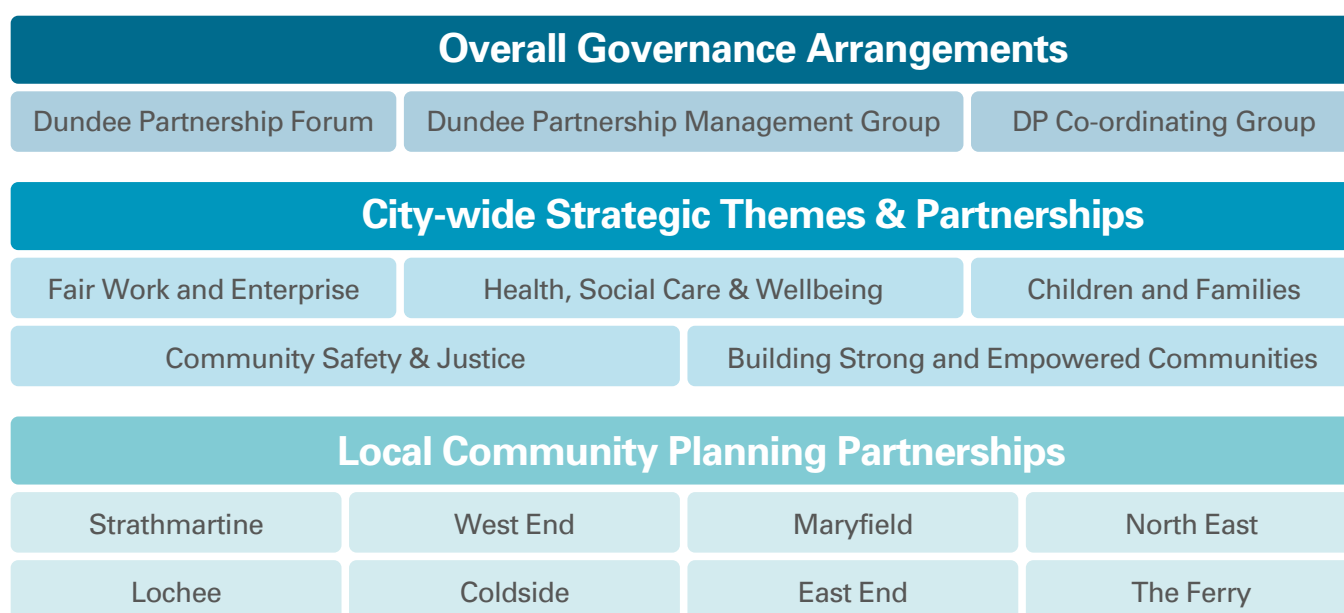 Overall Governance Arrangements
Dundee Partnership Forum
Dundee Partnership Management Group
DP Co-ordinating Group
City-wide Strategic Themes & Partnerships
Fair Work and Enterprise
Health, Social Care & Wellbeing
Children and Families
Community Safety & Justice
Building Strong and Empowered Communities
Local Community Planning Partnerships
Strathmartine
West End
Maryfield
North East
Lochee
Coldside
East End
The Ferry